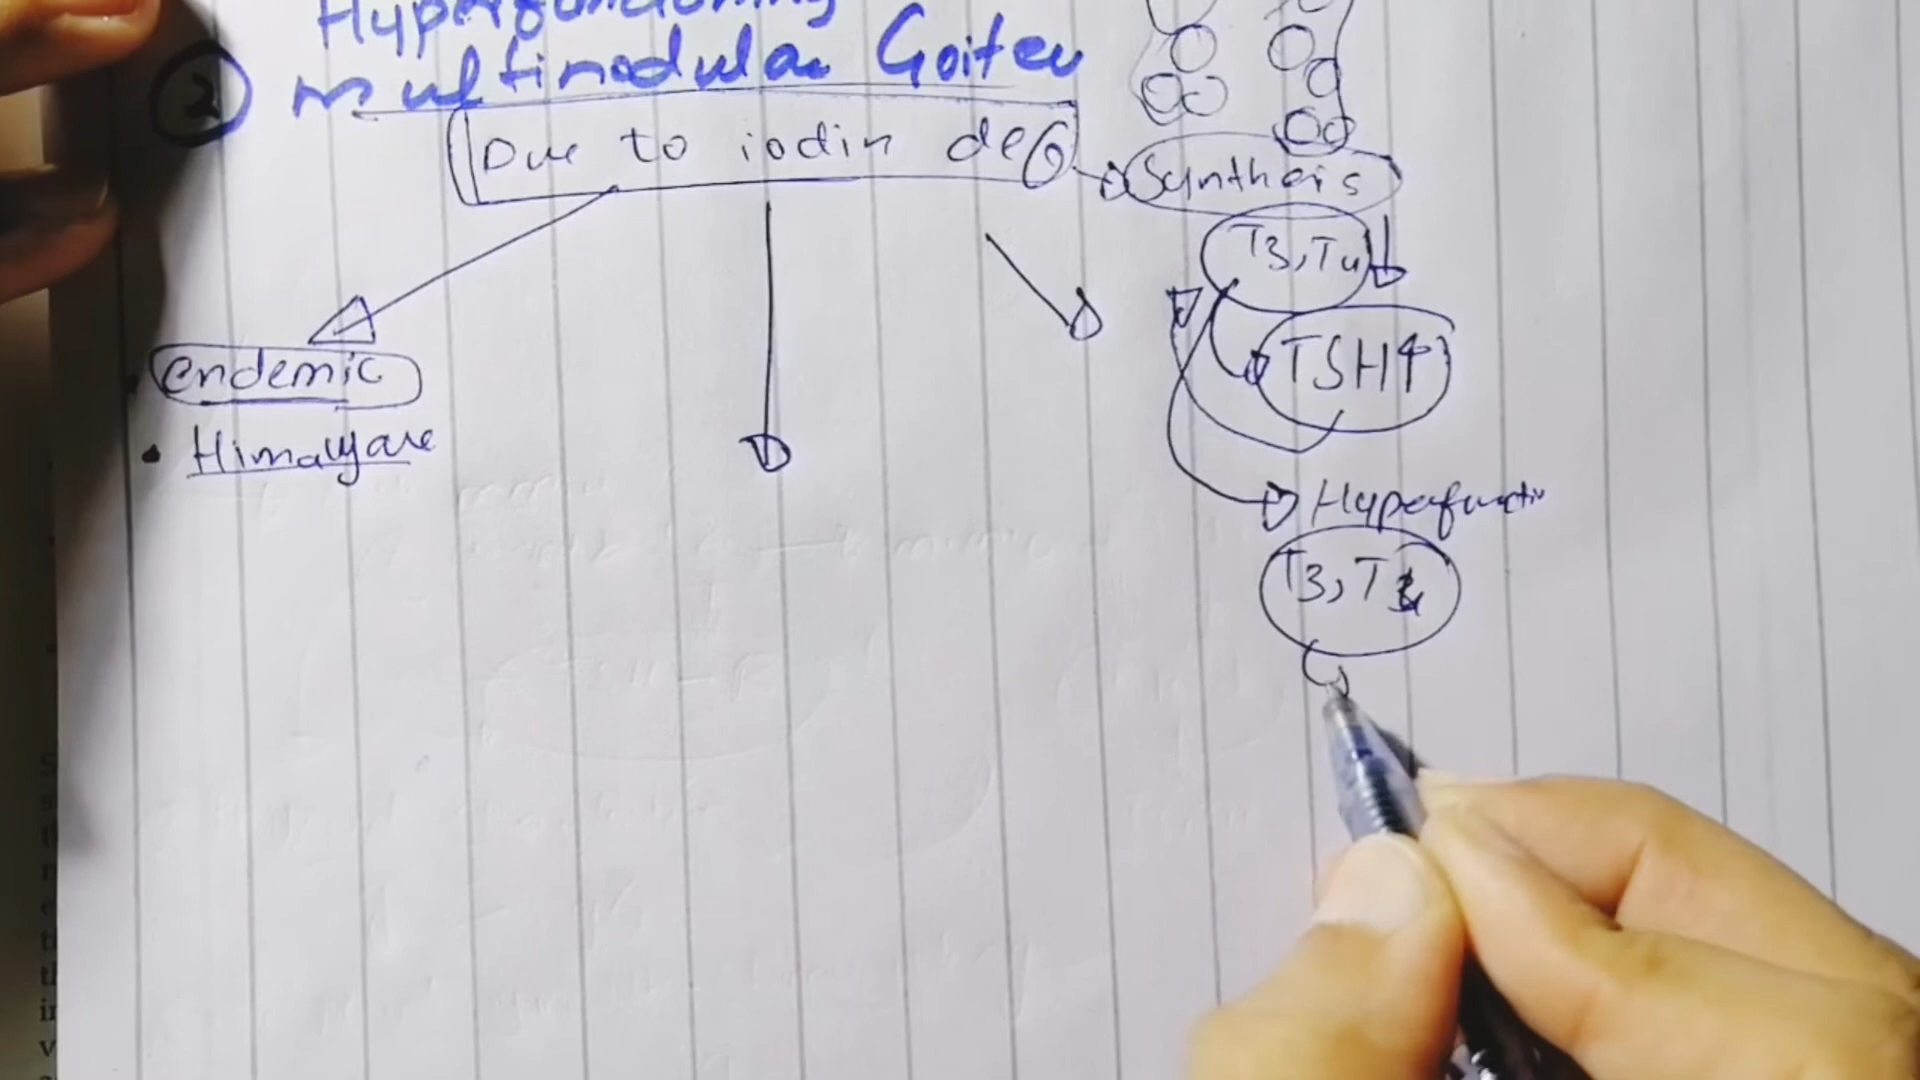 Hyperfunctioning
2 multinodular Goiter
Due to iodin def
Synthesis
T3, T4
endemic
TSH↑
• Himalyare
Hyperfunctio
T3, T4